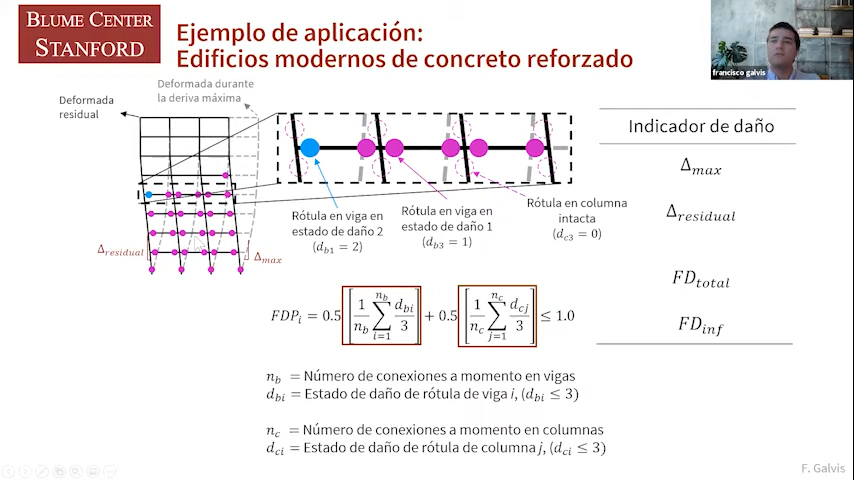 BLUME CENTER
STANFORD
Ejemplo de aplicación:
Edificios modernos de concreto reforzado
francisco galvis
Deformada durante
la deriva máxima
Deformada
residual
Δ_residual
Δ_max
Rótula en viga en
estado de daño 2
(d_b1 = 2)
Rótula en viga en
estado de daño 1
(d_b3 = 1)
Rótula en columna
intacta
(d_c3 = 0)
Indicador de daño
Δ_max
Δ_residual
FD_total
FD_inf
FDP_i = 0.5 [1/n_b ∑_{i=1}^{n_b} d_bi/3] + 0.5 [1/n_c ∑_{j=1}^{n_c} d_cj/3] ≤ 1.0
n_b = Número de conexiones a momento en vigas
d_bi = Estado de daño de rótula de viga i, (d_bi ≤ 3)
n_c = Número de conexiones a momento en columnas
d_ci = Estado de daño de rótula de columna j, (d_ci ≤ 3)
F. Galvis